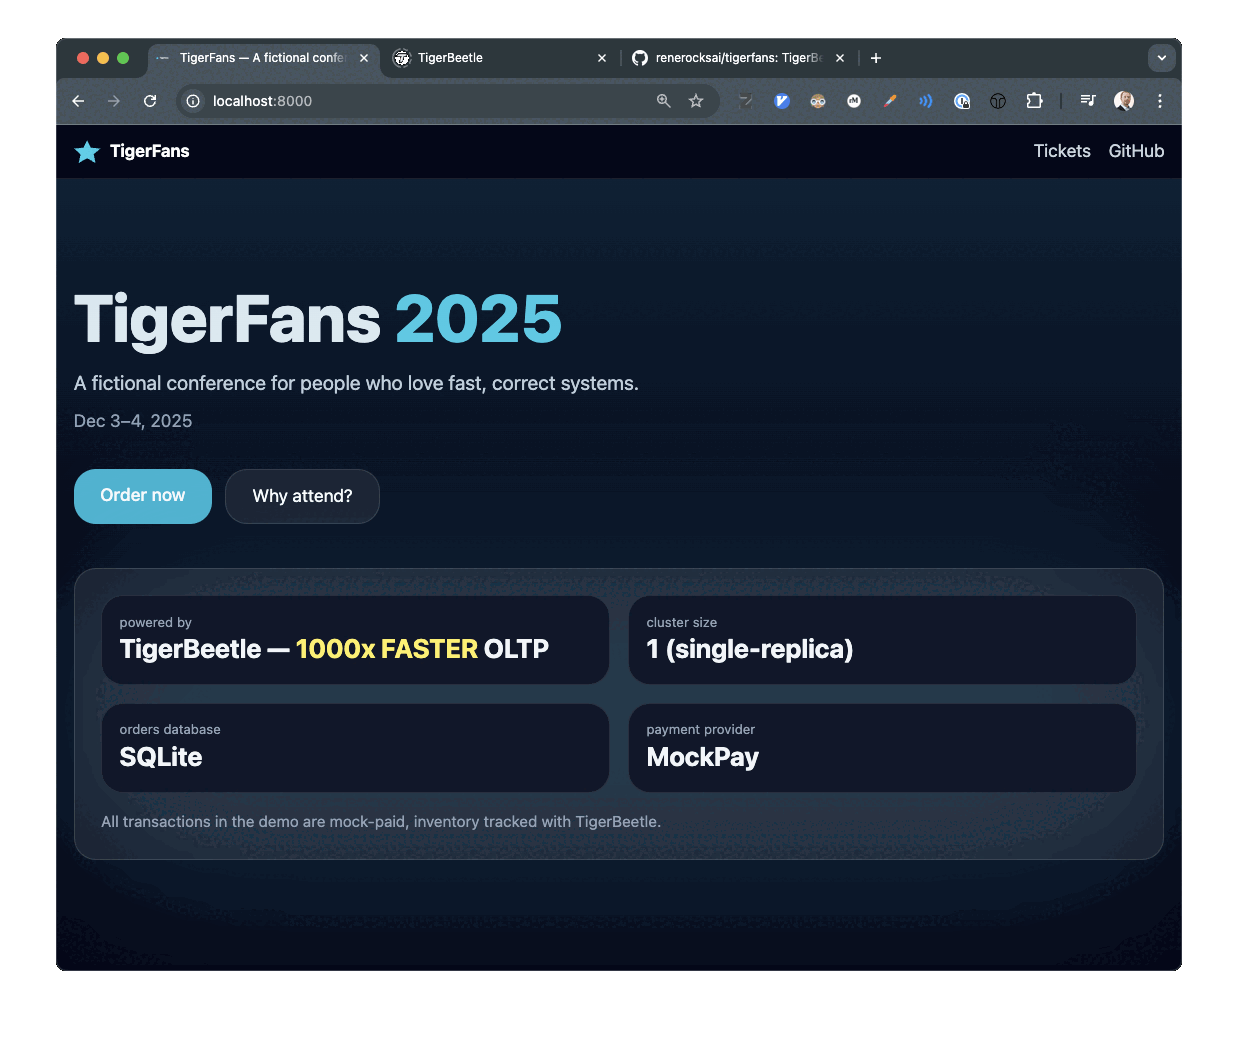 TigerFans — A fictional confe
TigerBeetle
renerocksai/tigerfans: TigerBe
localhost:8000
TigerFans
Tickets
GitHub
TigerFans 2025
A fictional conference for people who love fast, correct systems.
Dec 3–4, 2025
Order now
Why attend?
powered by
TigerBeetle — 1000x FASTER OLTP
cluster size
1 (single-replica)
orders database
SQLite
payment provider
MockPay
All transactions in the demo are mock-paid, inventory tracked with TigerBeetle.